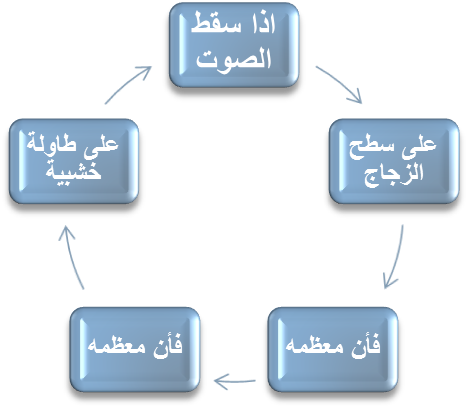 اذا سقط
الصوت
على سطح
الزجاج
فأن معظمه
فأن معظمه
على طاولة
خشبية